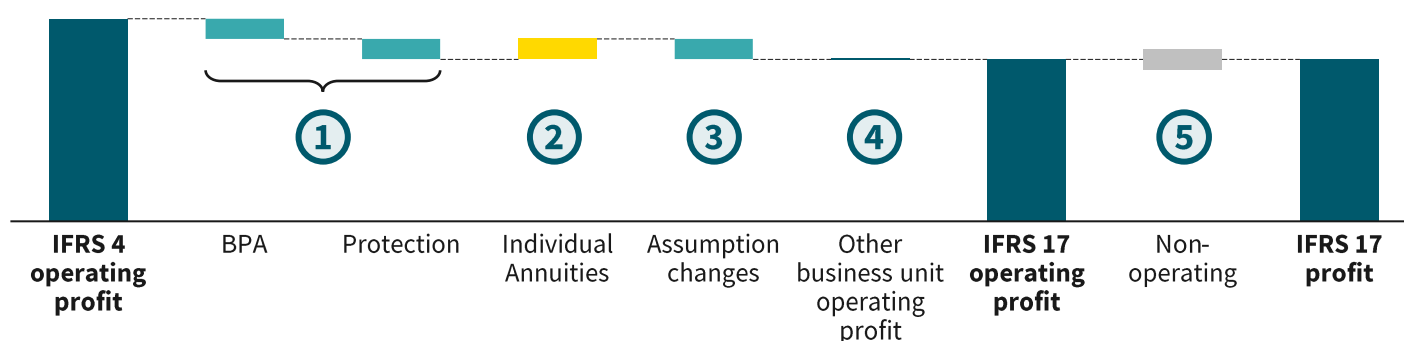 1
2
3
4
5
IFRS 4
operating
profit
BPA
Protection
Individual
Annuities
Assumption
changes
Other
business unit
operating
profit
IFRS 17
operating
profit
Non-
operating
IFRS 17
profit